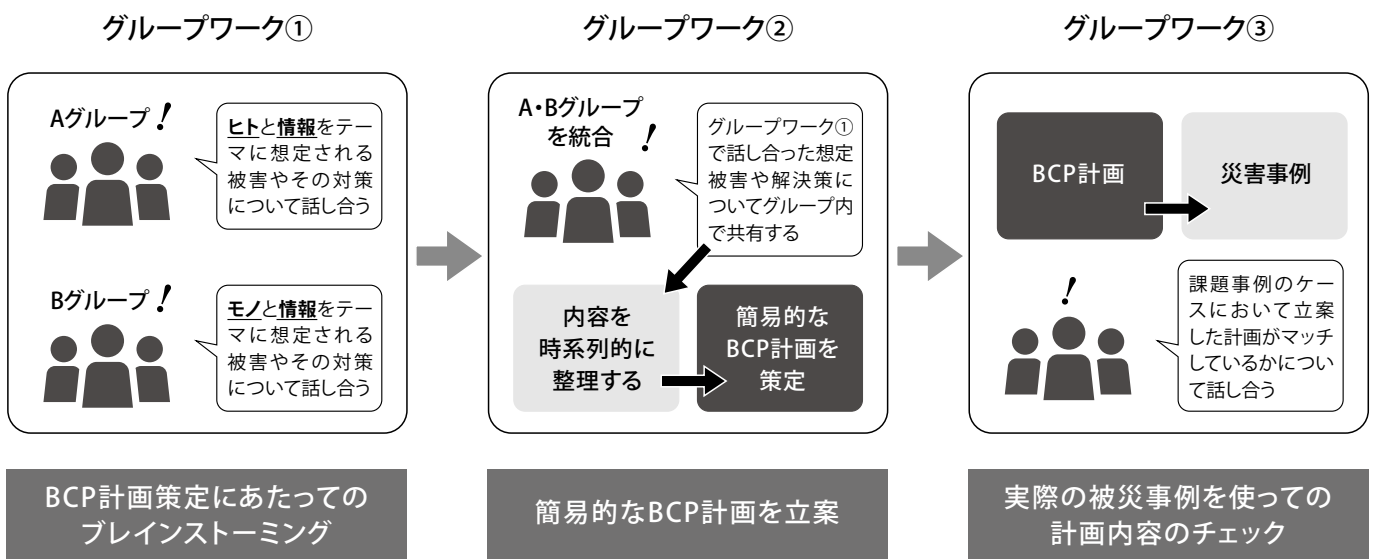 グループワーク①
Aグループ!
ヒトと情報をテー
マに想定される
被害やその対策
について話し合う
Bグループ!
モノと情報をテー
マに想定される
被害やその対策
について話し合う
BCP計画策定にあたっての
ブレインストーミング
グループワーク②
A・Bグループ
を統合!
グループワーク①
で話し合った想定
被害や解決策に
ついてグループ内
で共有する
内容を
時系列的に
整理する
簡易的な
BCP計画を
策定
簡易的なBCP計画を立案
グループワーク③
BCP計画
災害事例
!
課題事例のケー
スにおいて立案
した計画がマッチ
しているかについ
て話し合う
実際の被災事例を使っての
計画内容のチェック